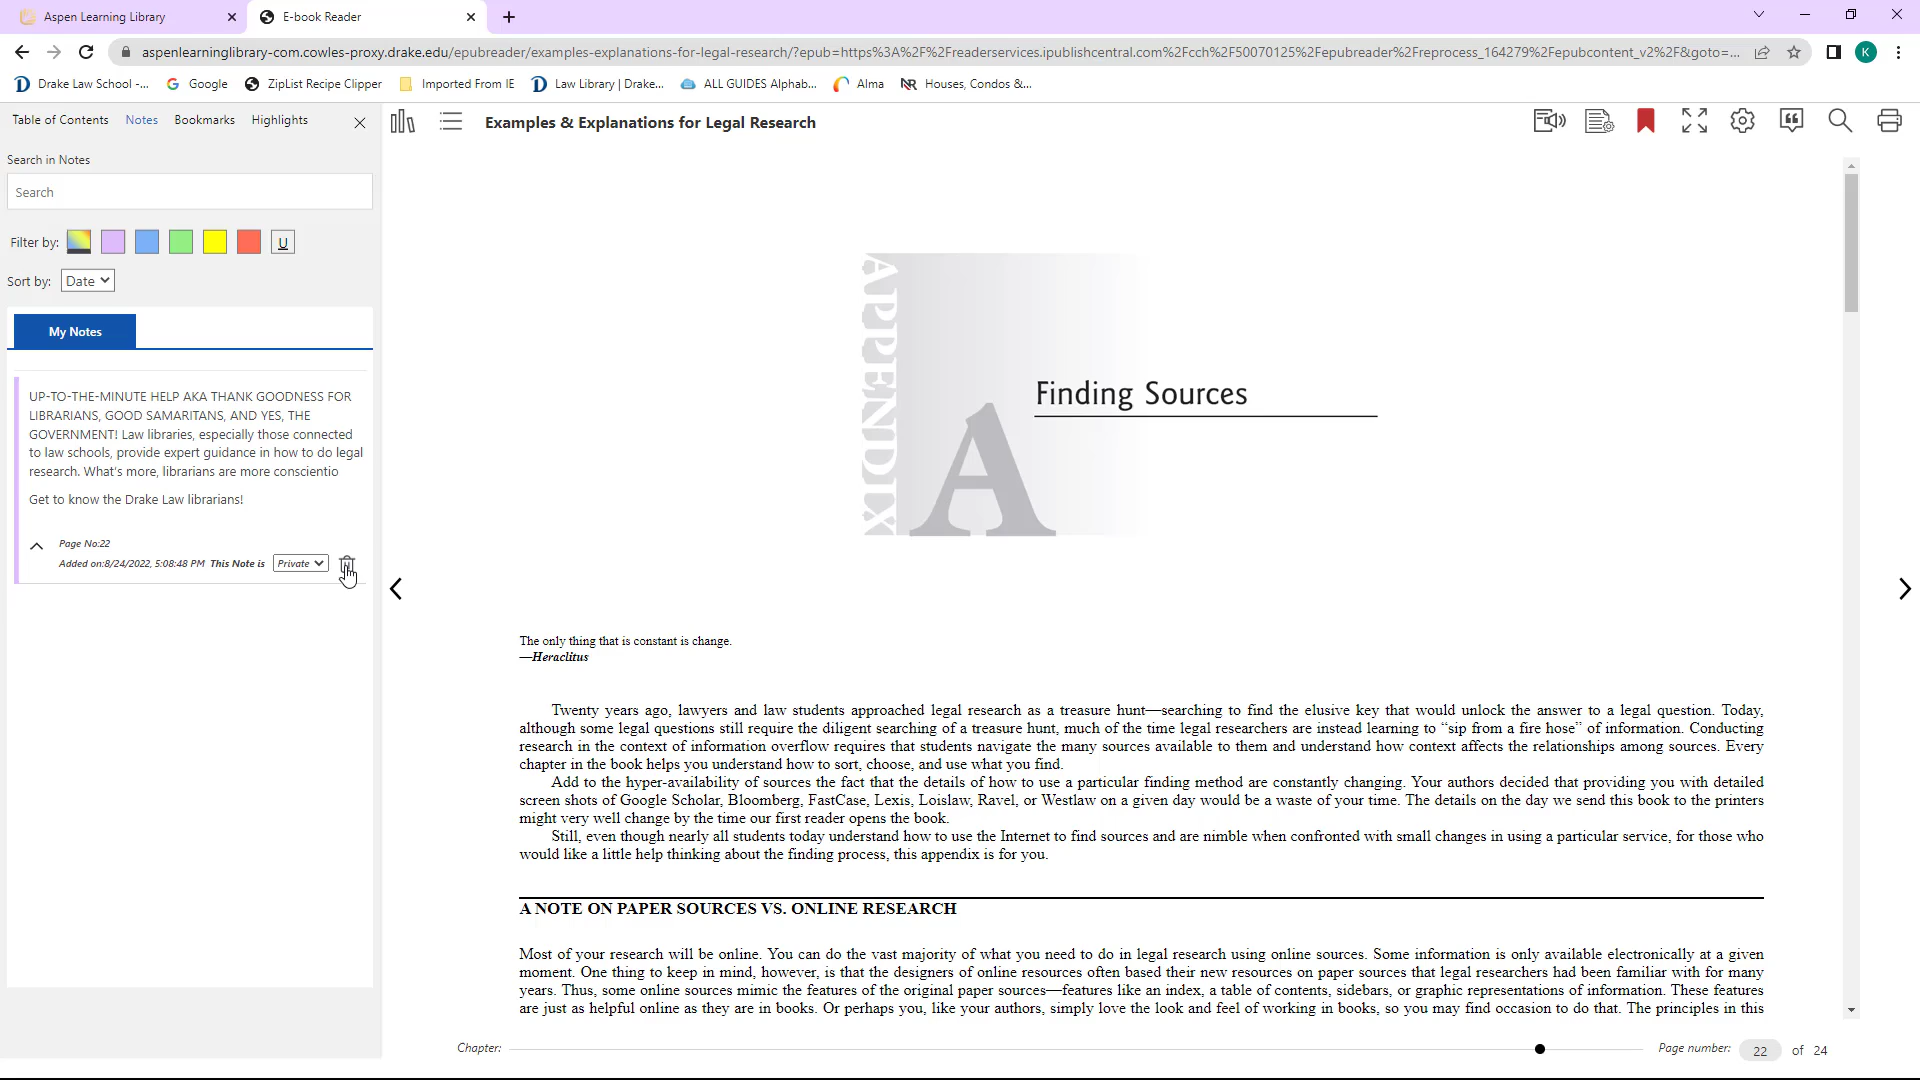 Aspen Learning Library
E-book Reader
aspenlearninglibrary-com.cowles-proxy.drake.edu/epubreader/examples-explanations-for-legal-research/?epub=https%3A%2F%2Freaderservices.ipublishcentral.com%2Fcch%2F50070125%2Fepubreader%2Freprocess_164279%2Fepubcontent_v2%2F&goto=...
K
Drake Law School -...
Google
ZipList Recipe Clipper
Imported From IE
Law Library | Drake...
ALL GUIDES Alphab...
Alma
Houses, Condos &...
Table of Contents
Notes
Bookmarks
Highlights
Examples & Explanations for Legal Research
Search in Notes
Search
Filter by:
U
Sort by:
Date
My Notes
UP-TO-THE-MINUTE HELP AKA THANK GOODNESS FOR
LIBRARIANS, GOOD SAMARITANS, AND YES, THE
GOVERNMENT! Law libraries, especially those connected
to law schools, provide expert guidance in how to do legal
research. What's more, librarians are more conscientio
Get to know the Drake Law librarians!
Page No:22
Added on:8/24/2022, 5:08:48 PM This Note is Private
APPENDIX
A
Finding Sources
The only thing that is constant is change.
—Heraclitus
Twenty years ago, lawyers and law students approached legal research as a treasure hunt—searching to find the elusive key that would unlock the answer to a legal question. Today,
although some legal questions still require the diligent searching of a treasure hunt, much of the time legal researchers are instead learning to “sip from a fire hose” of information. Conducting
research in the context of information overflow requires that students navigate the many sources available to them and understand how context affects the relationships among sources. Every
chapter in the book helps you understand how to sort, choose, and use what you find.
Add to the hyper-availability of sources the fact that the details of how to use a particular finding method are constantly changing. Your authors decided that providing you with detailed
screen shots of Google Scholar, Bloomberg, FastCase, Lexis, Loislaw, Ravel, or Westlaw on a given day would be a waste of your time. The details on the day we send this book to the printers
might very well change by the time our first reader opens the book.
Still, even though nearly all students today understand how to use the Internet to find sources and are nimble when confronted with small changes in using a particular service, for those who
would like a little help thinking about the finding process, this appendix is for you.
A NOTE ON PAPER SOURCES VS. ONLINE RESEARCH
Most of your research will be online. You can do the vast majority of what you need to do in legal research using online sources. Some information is only available electronically at a given
moment. One thing to keep in mind, however, is that the designers of online resources often based their new resources on paper sources that legal researchers had been familiar with for many
years. Thus, some online sources mimic the features of the original paper sources—features like an index, a table of contents, sidebars, or graphic representations of information. These features
are just as helpful online as they are in books. Or perhaps you, like your authors, simply love the look and feel of working in books, so you may find occasion to do that. The principles in this
Chapter:
Page number: 22 of 24